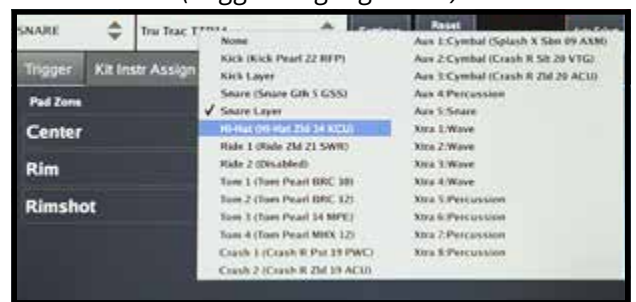 SNARE
Tru Trac
Reset
Trigger
Kit Instr Assign
Pad Zone
Center
Rim
Rimshot
None
Kick (Kick Pearl 22 RFP)
Kick Layer
Snare (Snare Gth 5 GSS)
✓ Snare Layer
Hi-Hat (Hi-Hat Zld 14 KCU)
Ride 1 (Ride Zld 21 SWR)
Ride 2 (Disabled)
Tom 1 (Tom Pearl BRC 10)
Tom 2 (Tom Pearl BRC 12)
Tom 3 (Tom Pearl 14 MPE)
Tom 4 (Tom Pearl MHX 12)
Crash 1 (Crash R Pst 19 PWC)
Crash 2 (Crash R Zld 19 ACU)
Aux 1:Cymbal (Splash X Sbn 09 AXM)
Aux 2:Cymbal (Crash R Slt 20 VTG)
Aux 3:Cymbal (Crash R Zld 20 ACU)
Aux 4:Percussion
Aux 5:Snare
Xtra 1:Wave
Xtra 2:Wave
Xtra 3:Wave
Xtra 4:Wave
Xtra 5:Percussion
Xtra 6:Percussion
Xtra 7:Percussion
Xtra 8:Percussion